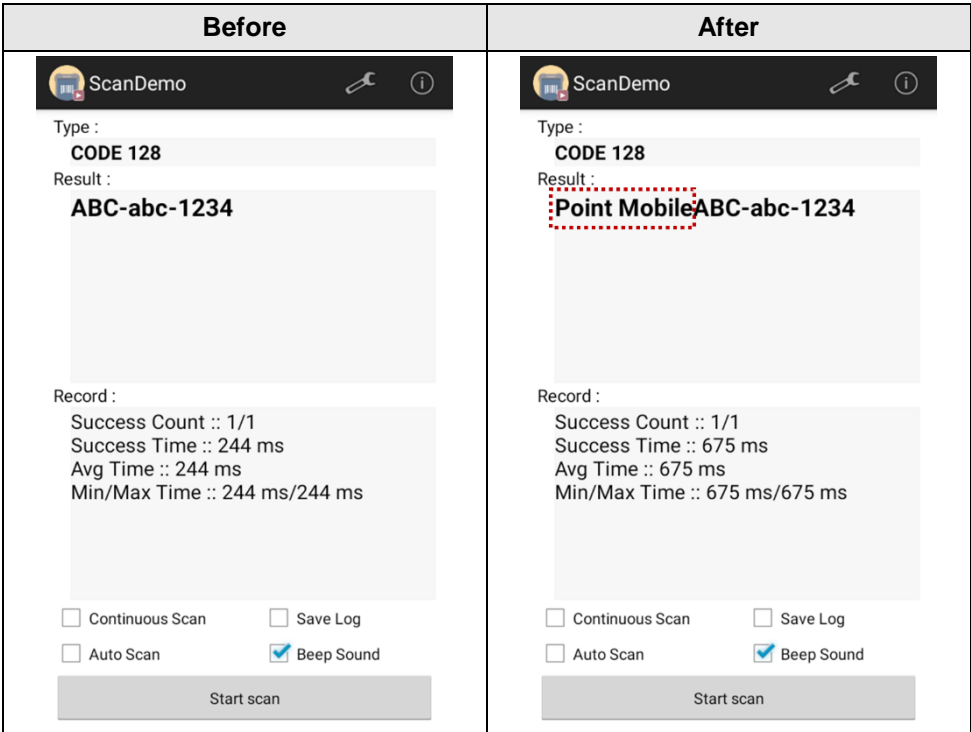 Before
After
ScanDemo
Type :
CODE 128
Result :
ABC-abc-1234
Record :
Success Count :: 1/1
Success Time :: 244 ms
Avg Time :: 244 ms
Min/Max Time :: 244 ms/244 ms
Continuous Scan
Save Log
Auto Scan
Beep Sound
Start scan
ScanDemo
Type :
CODE 128
Result :
Point MobileABC-abc-1234
Record :
Success Count :: 1/1
Success Time :: 675 ms
Avg Time :: 675 ms
Min/Max Time :: 675 ms/675 ms
Continuous Scan
Save Log
Auto Scan
Beep Sound
Start scan